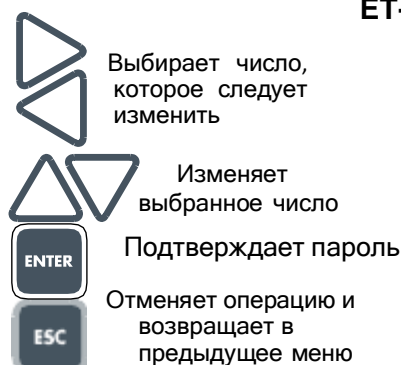 ET-
Выбирает число,
которое следует
изменить
Изменяет
выбранное число
ENTER
Подтверждает пароль
Отменяет операцию и
ESC
возвращает в
предыдущее меню